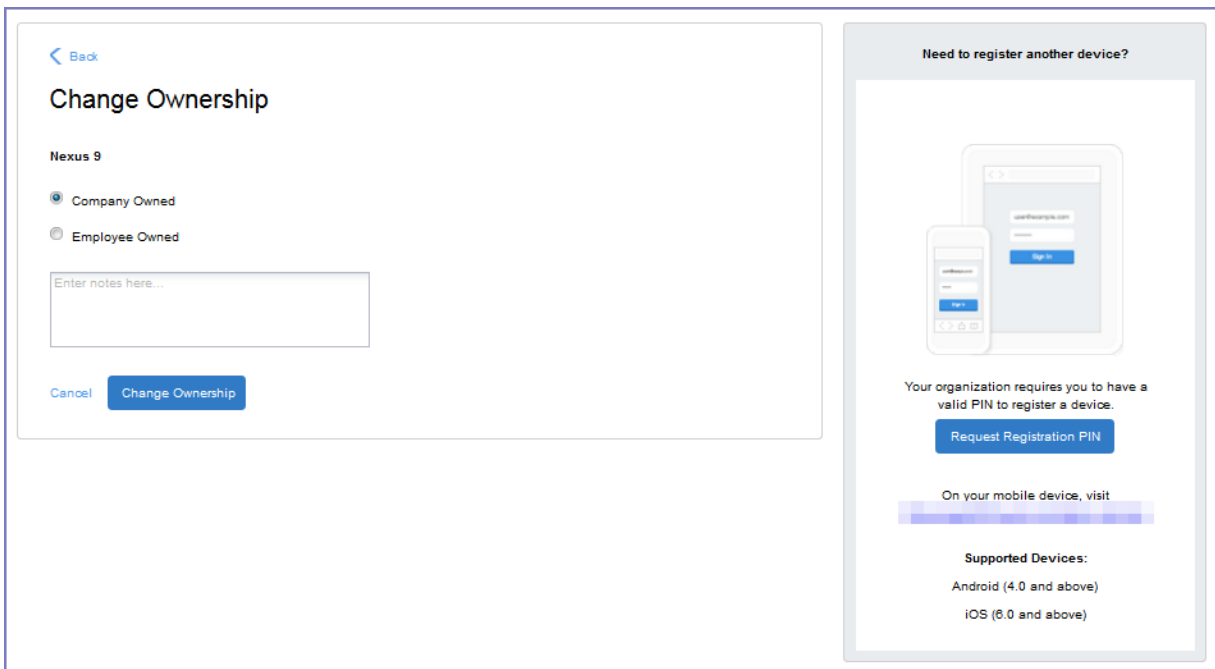 Back
Change Ownership
Nexus 9
Company Owned
Employee Owned
Enter notes here...
Cancel
Change Ownership
Need to register another device?
Sign In
Sign In
Your organization requires you to have a
valid PIN to register a device.
Request Registration PIN
On your mobile device, visit
Supported Devices:
Android (4.0 and above)
iOS (6.0 and above)